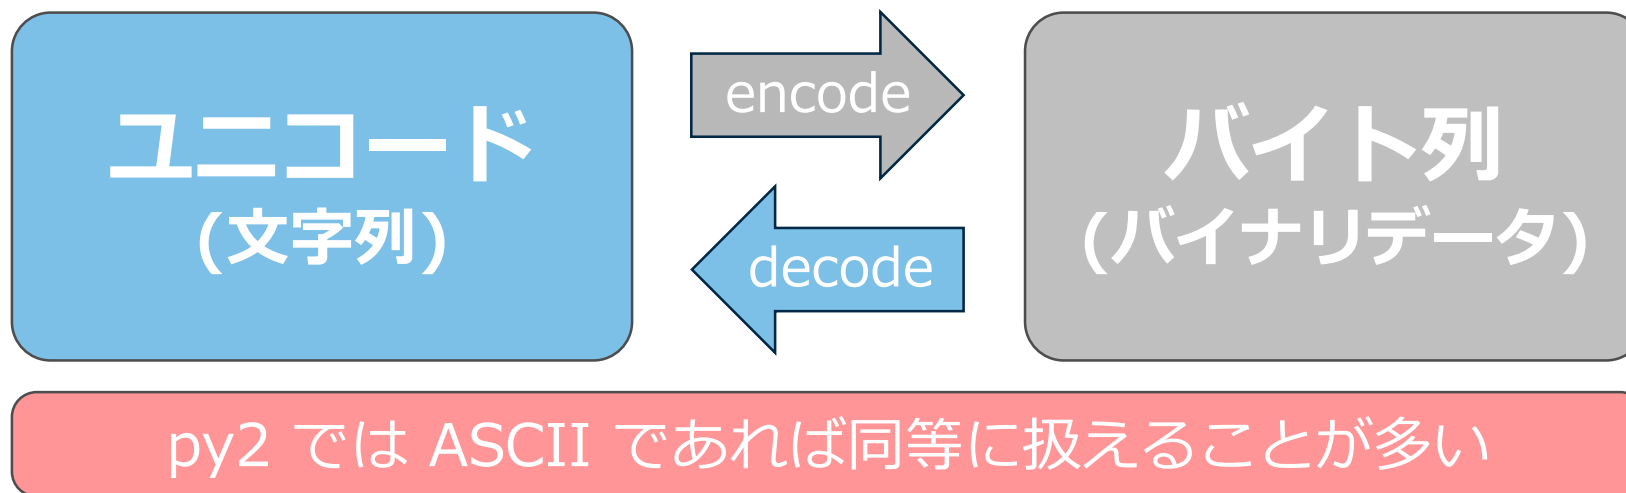 ユニコード
(文字列)
encode
decode
バイト列
(バイナリデータ)
py2 では ASCII であれば同等に扱えることが多い